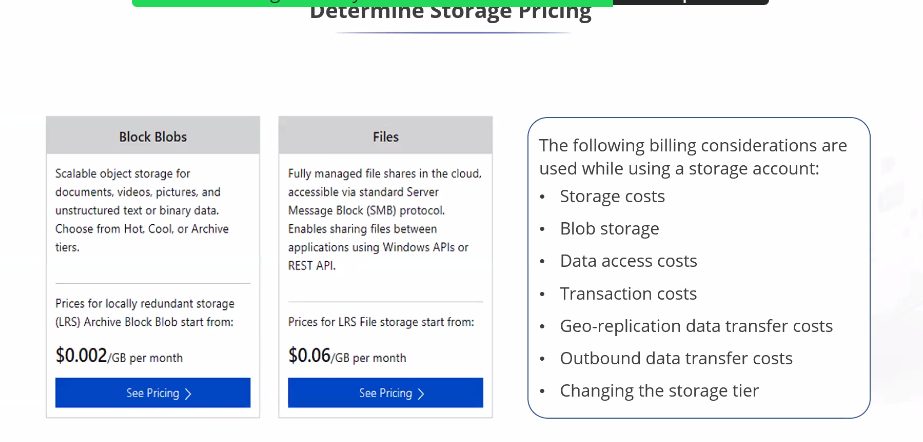 Determine Storage Pricing
Block Blobs
Scalable object storage for
documents, videos, pictures, and
unstructured text or binary data.
Choose from Hot, Cool, or Archive
tiers.
Prices for locally redundant storage
(LRS) Archive Block Blob start from:
$0.002/GB per month
See Pricing >
Files
Fully managed file shares in the cloud,
accessible via standard Server
Message Block (SMB) protocol.
Enables sharing files between
applications using Windows APIs or
REST API.
Prices for LRS File storage start from:
$0.06/GB per month
See Pricing >
The following billing considerations are
used while using a storage account:
• Storage costs
• Blob storage
• Data access costs
• Transaction costs
• Geo-replication data transfer costs
• Outbound data transfer costs
• Changing the storage tier